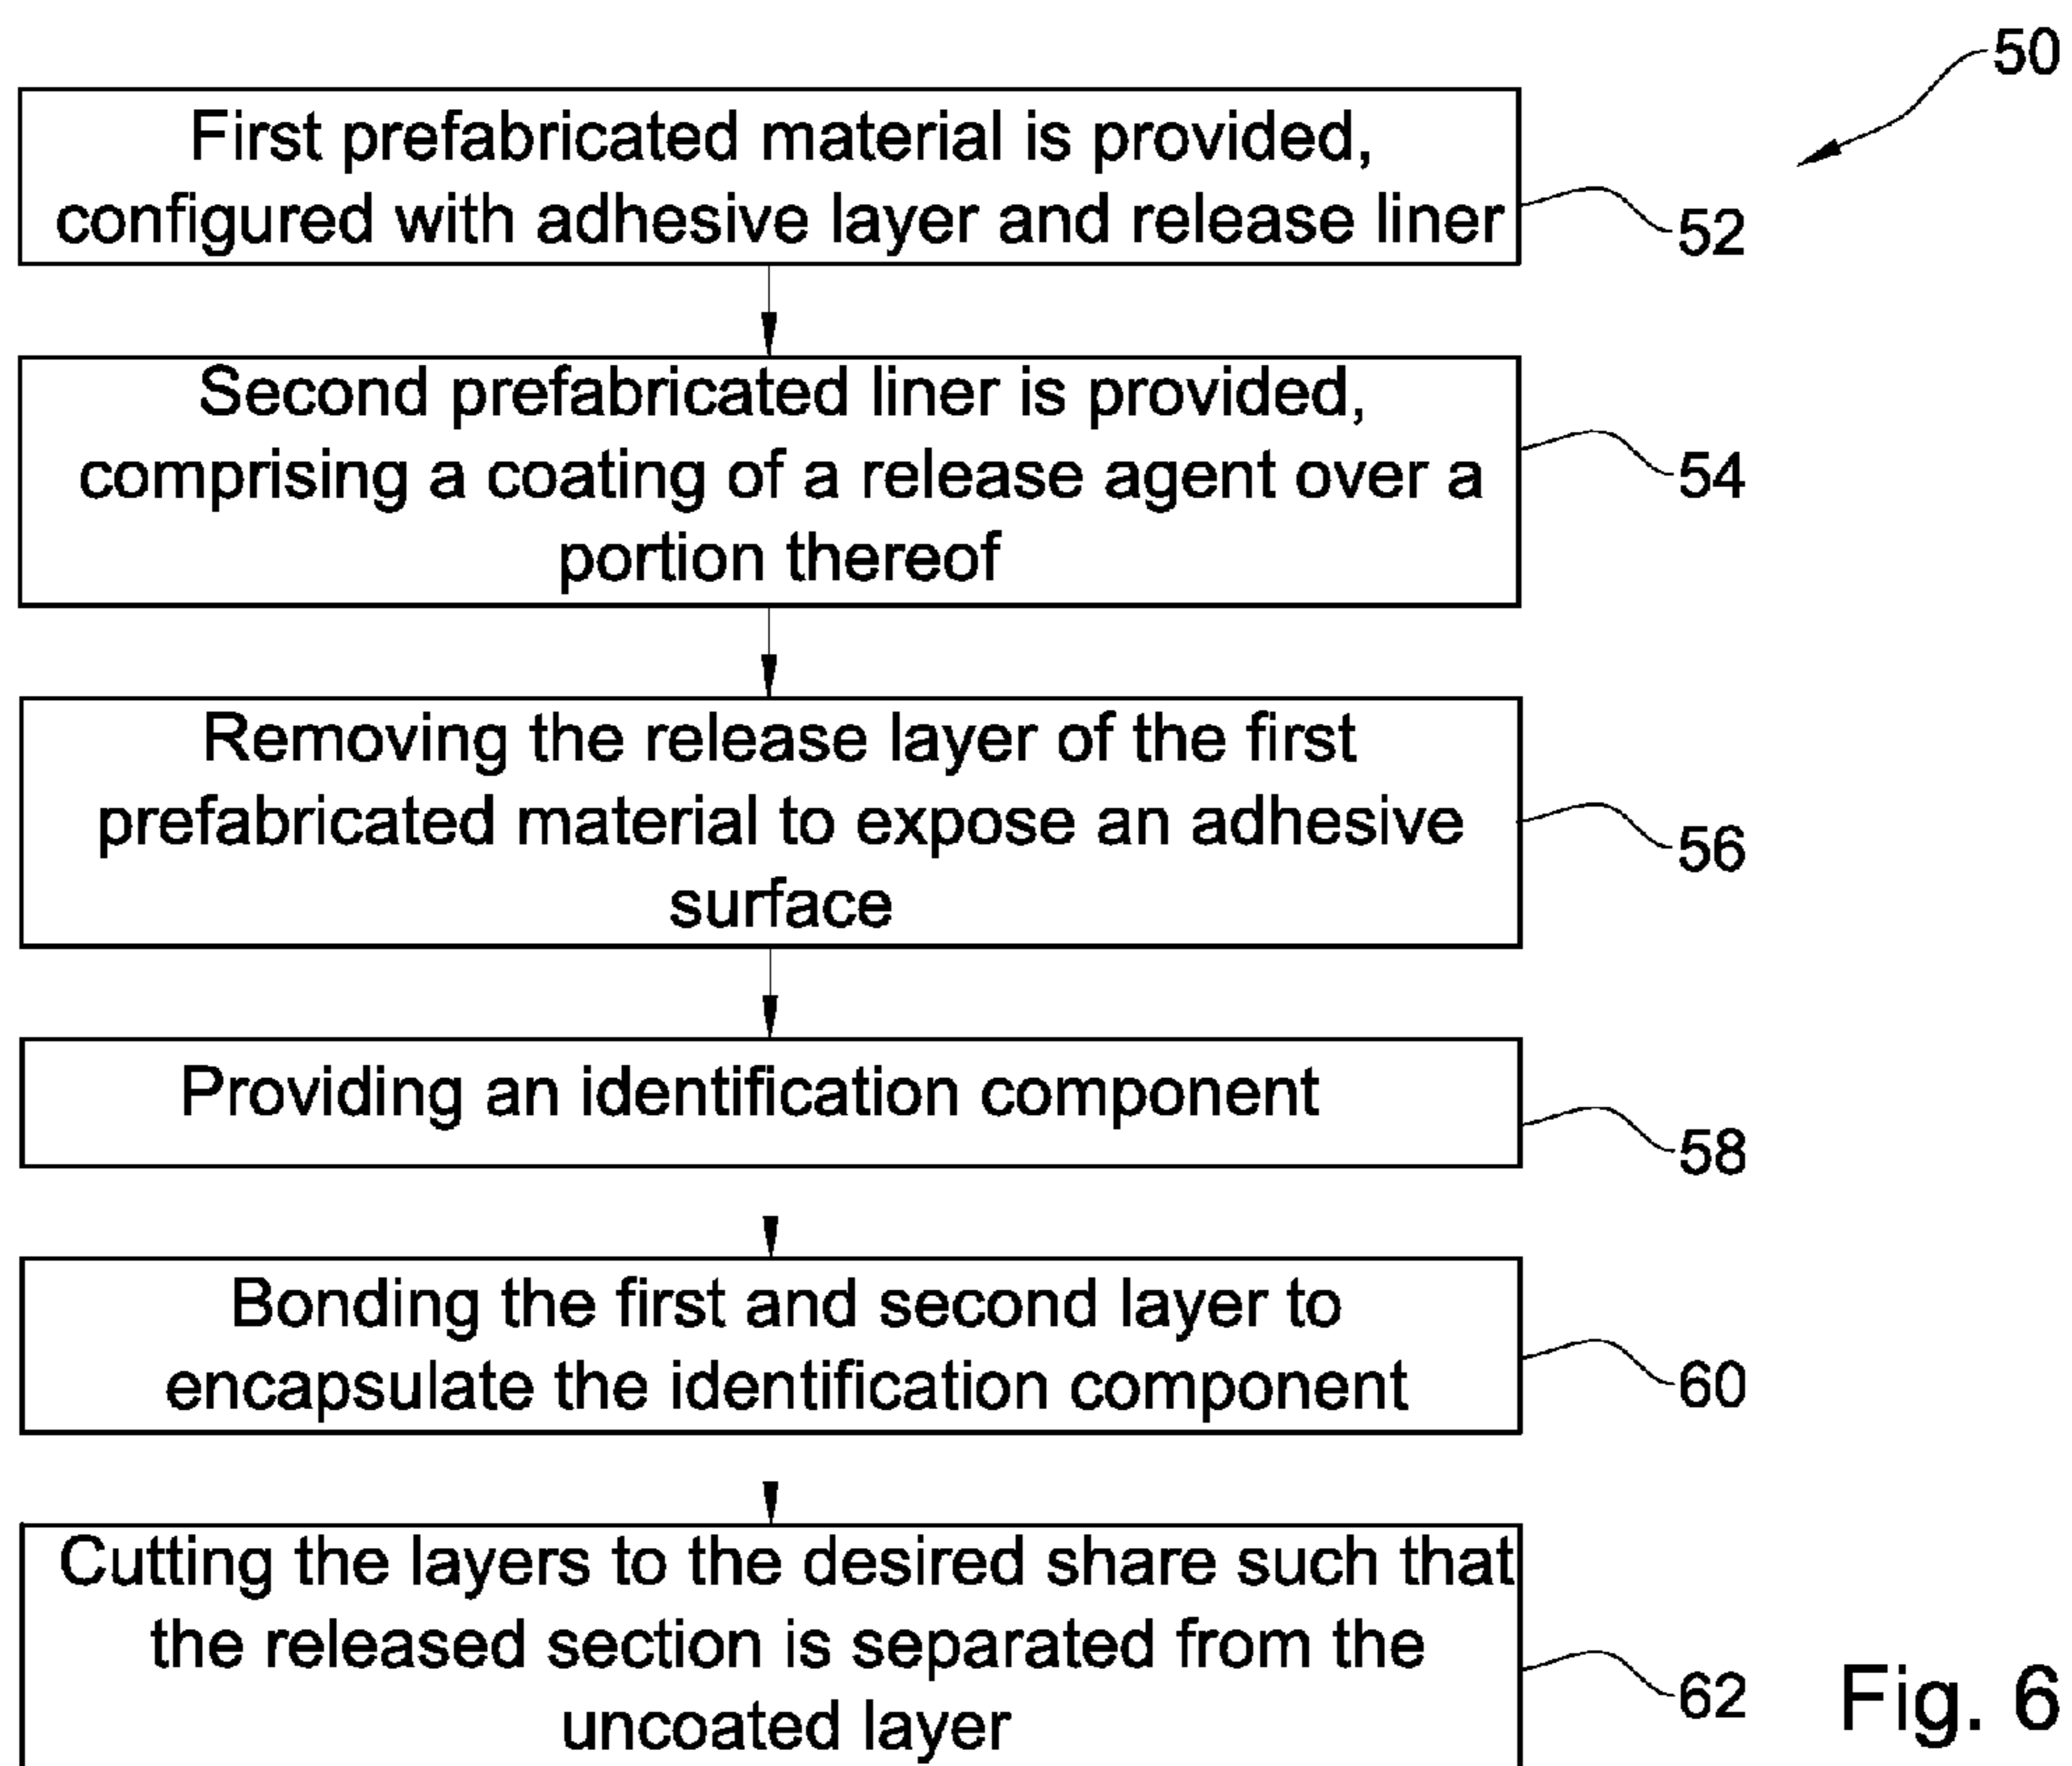 50
First prefabricated material is provided,
configured with adhesive layer and release liner
52
Second prefabricated liner is provided,
comprising a coating of a release agent over a
portion thereof
54
Removing the release layer of the first
prefabricated material to expose an adhesive
surface
56
Providing an identification component
58
Bonding the first and second layer to
encapsulate the identification component
60
Cutting the layers to the desired share such that
the released section is separated from the
uncoated layer
62
Fig. 6